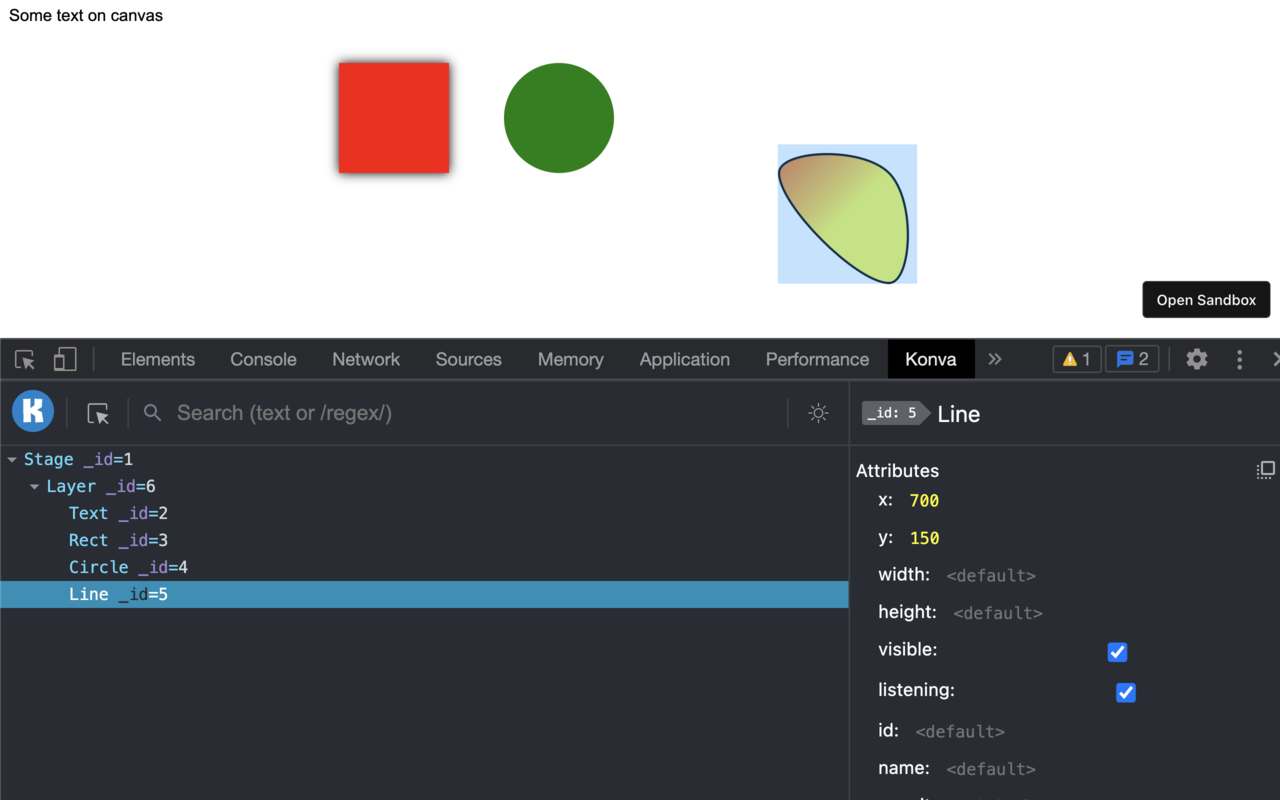 Some text on canvas
Open Sandbox
Elements Console Network Sources Memory Application Performance Konva » 1 2
K Search (text or /regex/) _id: 5 Line
Stage _id=1
Layer _id=6
Text _id=2
Rect _id=3
Circle _id=4
Line _id=5
Attributes
x: 700
y: 150
width: <default>
height: <default>
visible:
listening:
id: <default>
name: <default>